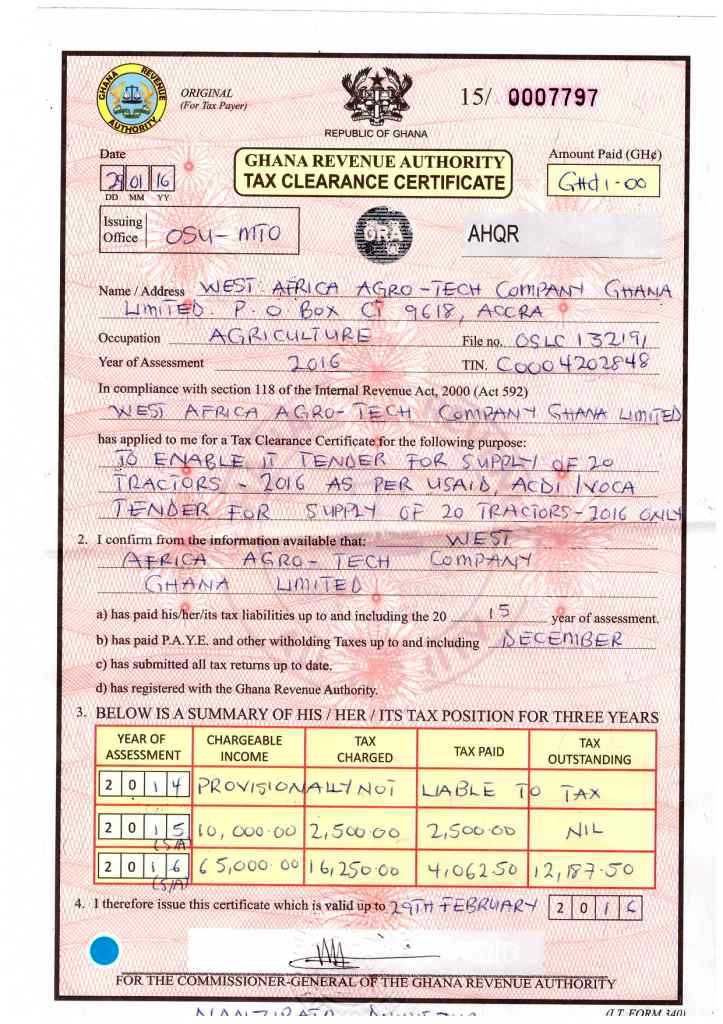 GHANA REVENUE AUTHORITY
ORIGINAL
(For Tax Payer)
15/ 0007797
REPUBLIC OF GHANA
Date
GHANA REVENUE AUTHORITY
TAX CLEARANCE CERTIFICATE
Amount Paid (GH¢)
29 01 16
GHd 1-00
DD MM YY
Issuing
Office OSU-MTO
GRA
AHQR
Name / Address WEST AFRICA AGRO-TECH COMPANY GHANA
LIMITED. P.O BOX CT 9618, ACCRA
Occupation AGRICULTURE File no. OSLC 13219/
Year of Assessment 2016 TIN. C0004202848
In compliance with section 118 of the Internal Revenue Act, 2000 (Act 592)
WEST AFRICA AGRO-TECH COMPANY GHANA LIMITED
has applied to me for a Tax Clearance Certificate for the following purpose:
TO ENABLE IT TENDER FOR SUPPLY OF 20
TRACTORS - 2016 AS PER USAID, ACDI/VOCA
TENDER FOR SUPPLY OF 20 TRACTORS-2016 ONLY
2. I confirm from the information available that: WEST
AFRICA AGRO-TECH COMPANY
GHANA LIMITED
a) has paid his/her/its tax liabilities up to and including the 20 15 year of assessment.
b) has paid P.A.Y.E. and other witholding Taxes up to and including DECEMBER
c) has submitted all tax returns up to date.
d) has registered with the Ghana Revenue Authority.
3. BELOW IS A SUMMARY OF HIS / HER / ITS TAX POSITION FOR THREE YEARS
YEAR OF ASSESSMENT CHARGEABLE INCOME TAX CHARGED TAX PAID TAX OUTSTANDING
2014 PROVISIONALLY NOT LIABLE TO TAX
2015 10,000.00 2,500.00 2,500.00 NIL
(S/A)
2016 65,000.00 16,250.00 4,062.50 12,187.50
(S/A)
4. I therefore issue this certificate which is valid up to 29TH FEBRUARY 2016
FOR THE COMMISSIONER-GENERAL OF THE GHANA REVENUE AUTHORITY
(I.T. FORM 340)